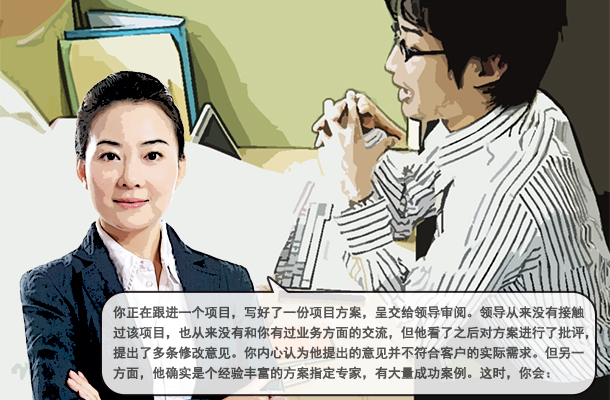 你正在跟进一个项目，写好了一份项目方案，呈交给领导审阅。领导从来没有接触
过该项目，也从来没有和你有过业务方面的交流，但他看了之后对方案进行了批评，
提出了多条修改意见。你内心认为他提出的意见并不符合客户的实际需求。但另一
方面，他确实是个经验丰富的方案指定专家，有大量成功案例。这时，你会：